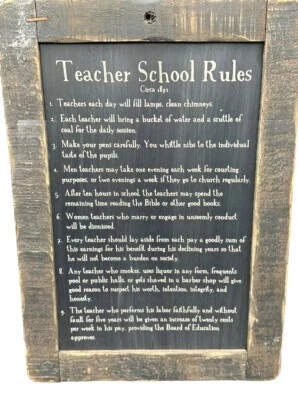 Teacher School Rules
Circa 1892
1. Teachers each day will fill lamps, clean chimneys.
2. Each teacher will bring a bucket of water and a scuttle of
coal for the daily session.
3. Make your pens carefully. You whittle nibs to the individual
taste of the pupils.
4. Men teachers may take one evening each week for courting
purposes, or two evenings a week if they go to church regularly.
5. After ten hours in school, the teachers may spend the
remaining time reading the Bible or other good books.
6. Women teachers who marry or engage in unseemly conduct
will be dismissed.
7. Every teacher should lay aside from each pay a goodly sum of
this earnings for his benefit during his declining years so that
he will not become a burden on society.
8. Any teacher who smokes, uses liquor in any form, frequents
pool or public halls, or gets shaved in a barber shop will give
good reason to suspect his worth, intention, integrity, and
honesty.
9. The teacher who performs his labor faithfully and without
fault for five years will be given an increase of twenty cents
per week in his pay, providing the Board of Education
approves.